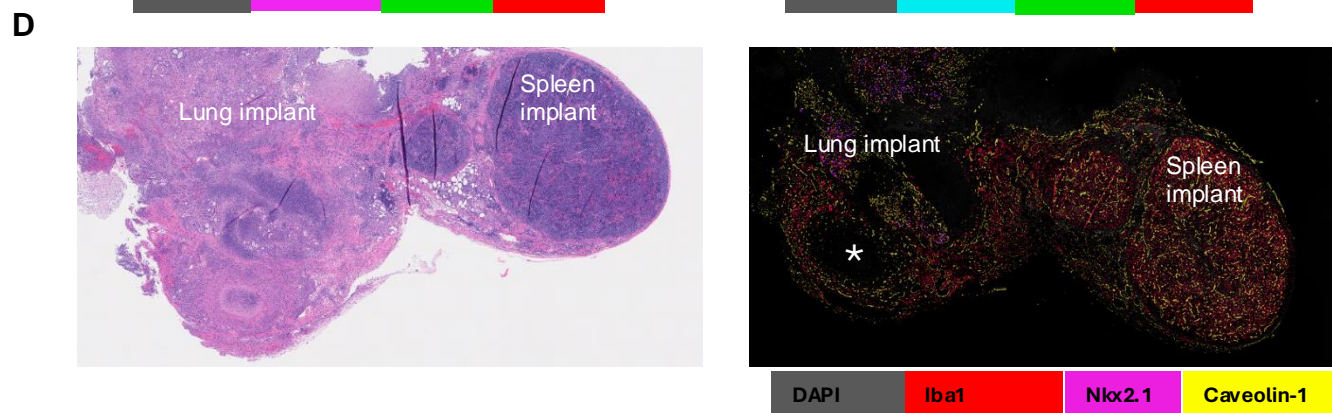 D
Lung implant
Spleen
implant
Lung implant
Spleen
implant
*
DAPI
Iba1
Nkx2.1
Caveolin-1